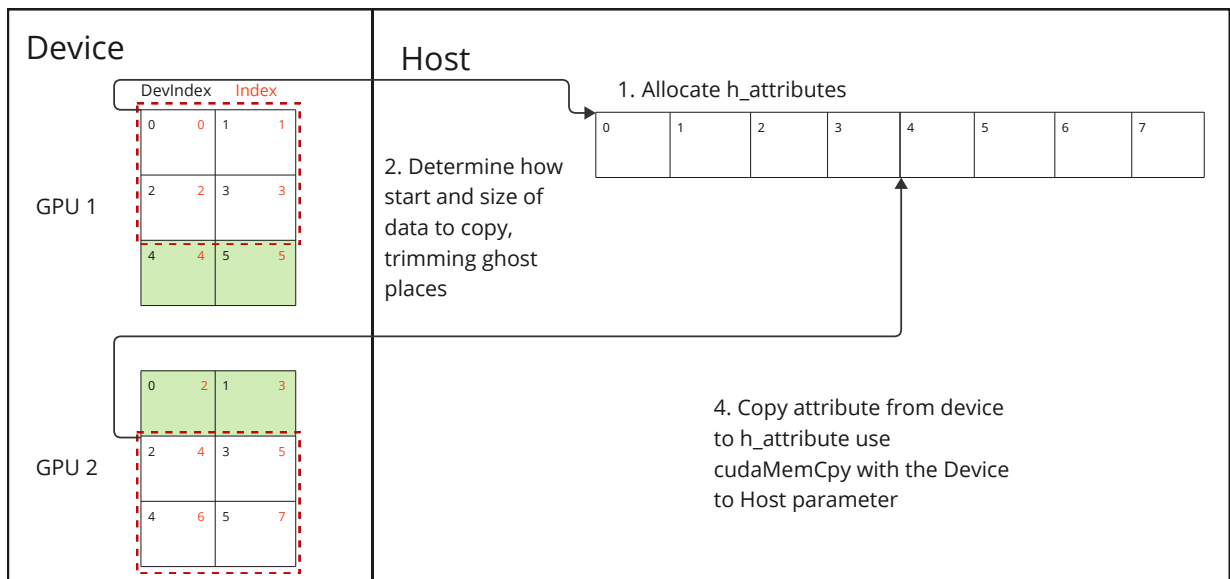 Device
Host
DevIndex Index
1. Allocate h_attributes
0 0 1 1
0 1 2 3 4 5 6 7
2. Determine how
start and size of
data to copy,
trimming ghost
places
2 2 3 3
GPU 1
4 4 5 5
0 2 1 3
4. Copy attribute from device
to h_attribute use
cudaMemCpy with the Device
to Host parameter
2 4 3 5
GPU 2
4 6 5 7